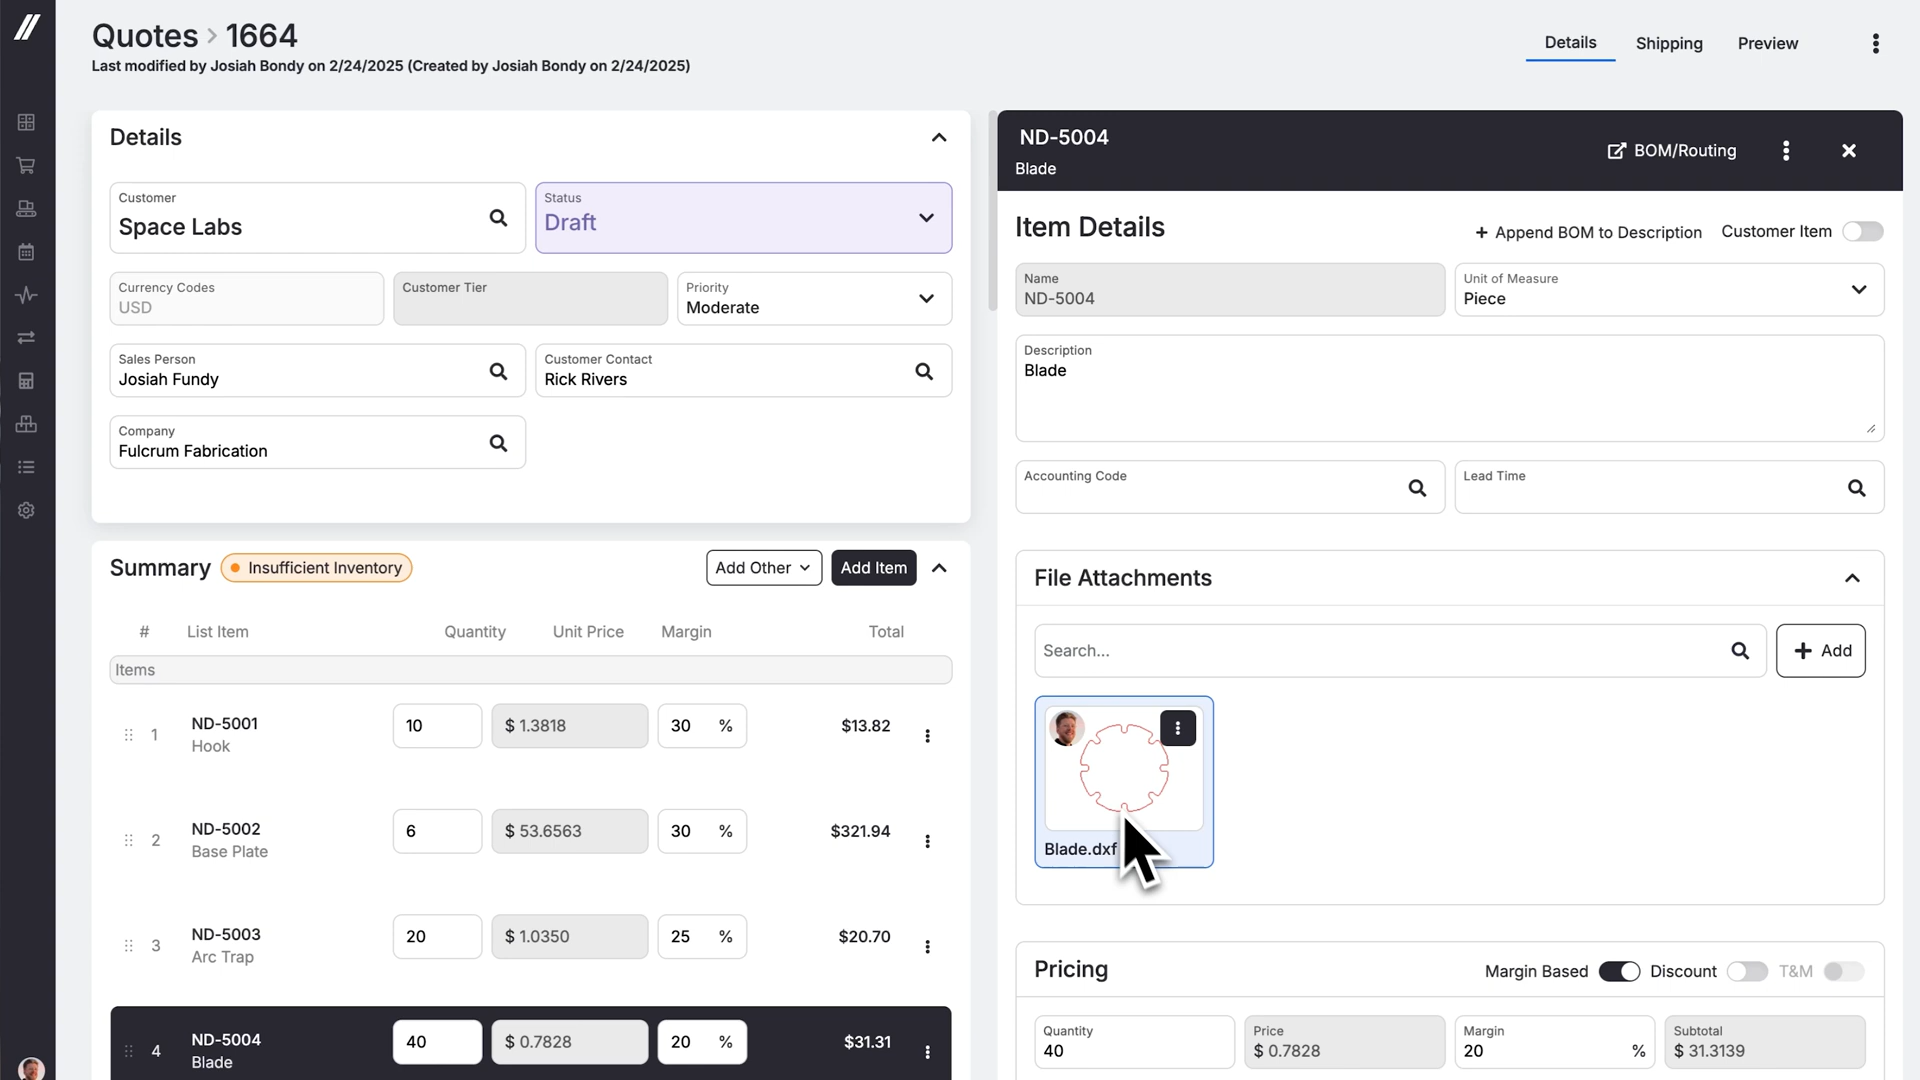 Quotes > 1664
Last modified by Josiah Bondy on 2/24/2025 (Created by Josiah Bondy on 2/24/2025)
Details
Shipping
Preview
Details
Customer
Space Labs
Status
Draft
Currency Codes
USD
Customer Tier
Priority
Moderate
Sales Person
Josiah Fundy
Customer Contact
Rick Rivers
Company
Fulcrum Fabrication
Summary
Insufficient Inventory
Add Other
Add Item
# List Item Quantity Unit Price Margin Total
Items
1 ND-5001 10 $ 1.3818 30 % $13.82
Hook
2 ND-5002 6 $ 53.6563 30 % $321.94
Base Plate
3 ND-5003 20 $ 1.0350 25 % $20.70
Arc Trap
4 ND-5004 40 $ 0.7828 20 % $31.31
Blade
ND-5004
Blade
BOM/Routing
Item Details
+ Append BOM to Description
Customer Item
Name
ND-5004
Unit of Measure
Piece
Description
Blade
Accounting Code
Lead Time
File Attachments
Search...
+ Add
Blade.dxf
Pricing
Margin Based
Discount
T&M
Quantity
40
Price
$ 0.7828
Margin
20 %
Subtotal
$ 31.3139